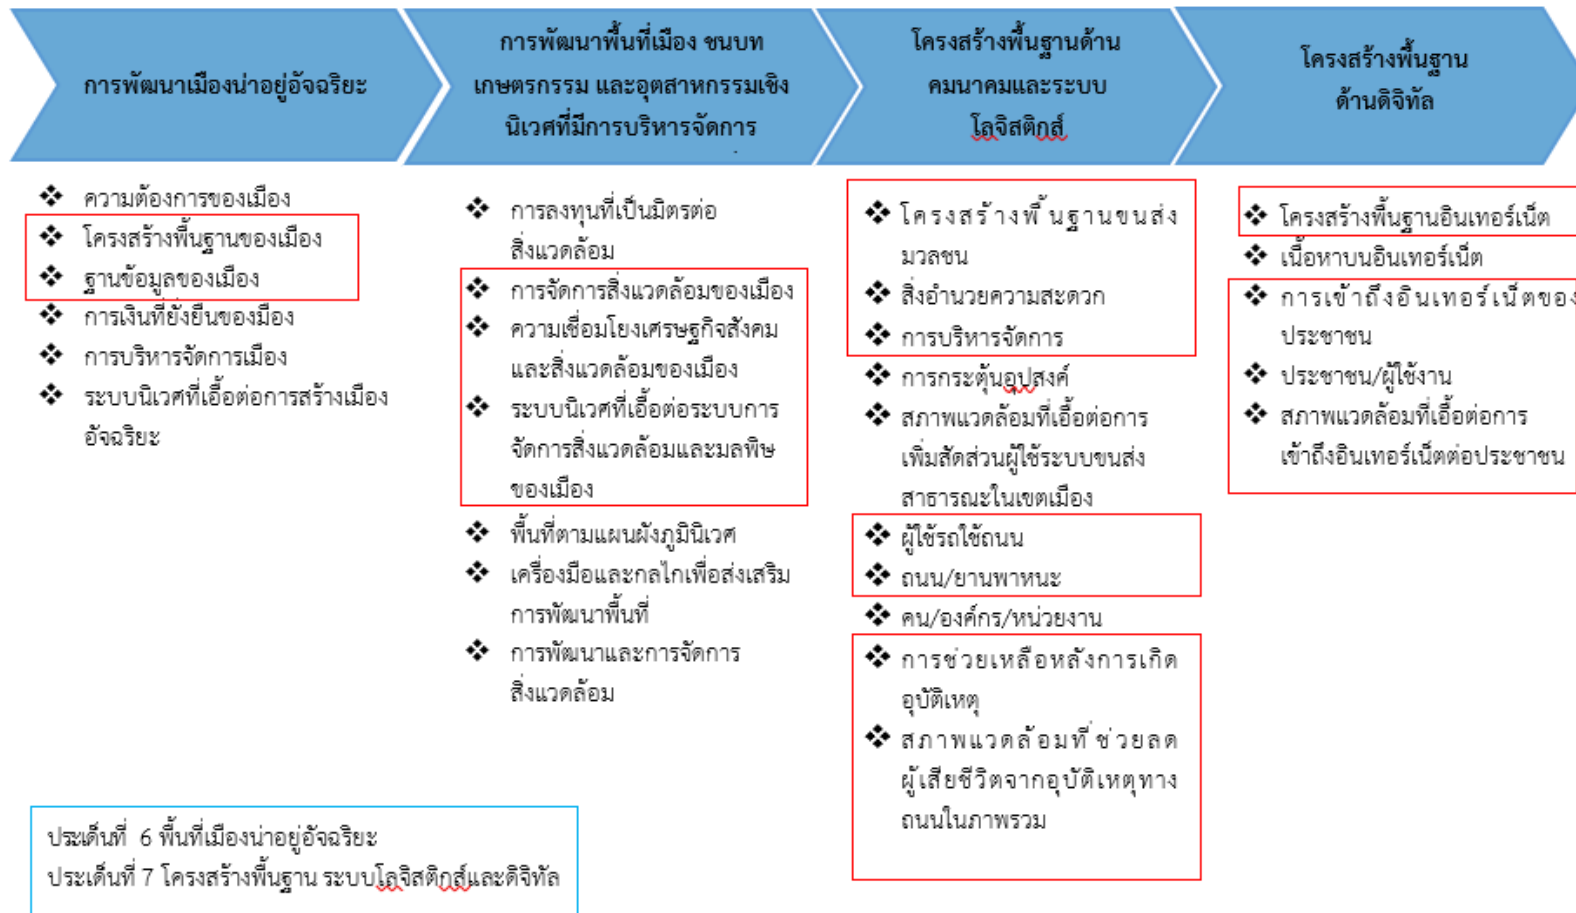 การพัฒนาเมืองน่าอยู่อัจฉริยะ
การพัฒนาพื้นที่เมือง ชนบท
เกษตรกรรม และอุตสาหกรรมเชิง
นิเวศที่มีการบริหารจัดการ
โครงสร้างพื้นฐานด้าน
คมนาคมและระบบ
โลจิสติกส์
โครงสร้างพื้นฐาน
ด้านดิจิทัล
❖ ความต้องการของเมือง
❖ โครงสร้างพื้นฐานของเมือง
❖ ฐานข้อมูลของเมือง
❖ การเงินที่ยั่งยืนของมือง
❖ การบริหารจัดการเมือง
❖ ระบบนิเวศที่เอื้อต่อการสร้างเมือง
อัจฉริยะ
❖ การลงทุนที่เป็นมิตรต่อ
สิ่งแวดล้อม
❖ การจัดการสิ่งแวดล้อมของเมือง
❖ ความเชื่อมโยงเศรษฐกิจสังคม
และสิ่งแวดล้อมของเมือง
❖ ระบบนิเวศที่เอื้อต่อระบบการ
จัดการสิ่งแวดล้อมและมลพิษ
ของเมือง
❖ พื้นที่ตามแผนผังภูมินิเวศ
❖ เครื่องมือและกลไกเพื่อส่งเสริม
การพัฒนาพื้นที่
❖ การพัฒนาและการจัดการ
สิ่งแวดล้อม
❖ โครงสร้างพื้นฐานขนส่ง
มวลชน
❖ สิ่งอำนวยความสะดวก
❖ การบริหารจัดการ
❖ การกระตุ้นอุปสงค์
❖ สภาพแวดล้อมที่เอื้อต่อการ
เพิ่มสัดส่วนผู้ใช้ระบบขนส่ง
สาธารณะในเขตเมือง
❖ ผู้ใช้รถใช้ถนน
❖ ถนน/ยานพาหนะ
❖ คน/องค์กร/หน่วยงาน
❖ การช่วยเหลือหลังการเกิด
อุบัติเหตุ
❖ สภาพแวดล้อมที่ช่วยลด
ผู้เสียชีวิตจากอุบัติเหตุทาง
ถนนในภาพรวม
❖ โครงสร้างพื้นฐานอินเทอร์เน็ต
❖ เนื้อหาบนอินเทอร์เน็ต
❖ การเข้าถึงอินเทอร์เน็ตของ
ประชาชน
❖ ประชาชน/ผู้ใช้งาน
❖ สภาพแวดล้อมที่เอื้อต่อการ
เข้าถึงอินเทอร์เน็ตต่อประชาชน
ประเด็นที่ 6 พื้นที่เมืองน่าอยู่อัจฉริยะ
ประเด็นที่ 7 โครงสร้างพื้นฐาน ระบบโลจิสติกส์และดิจิทัล